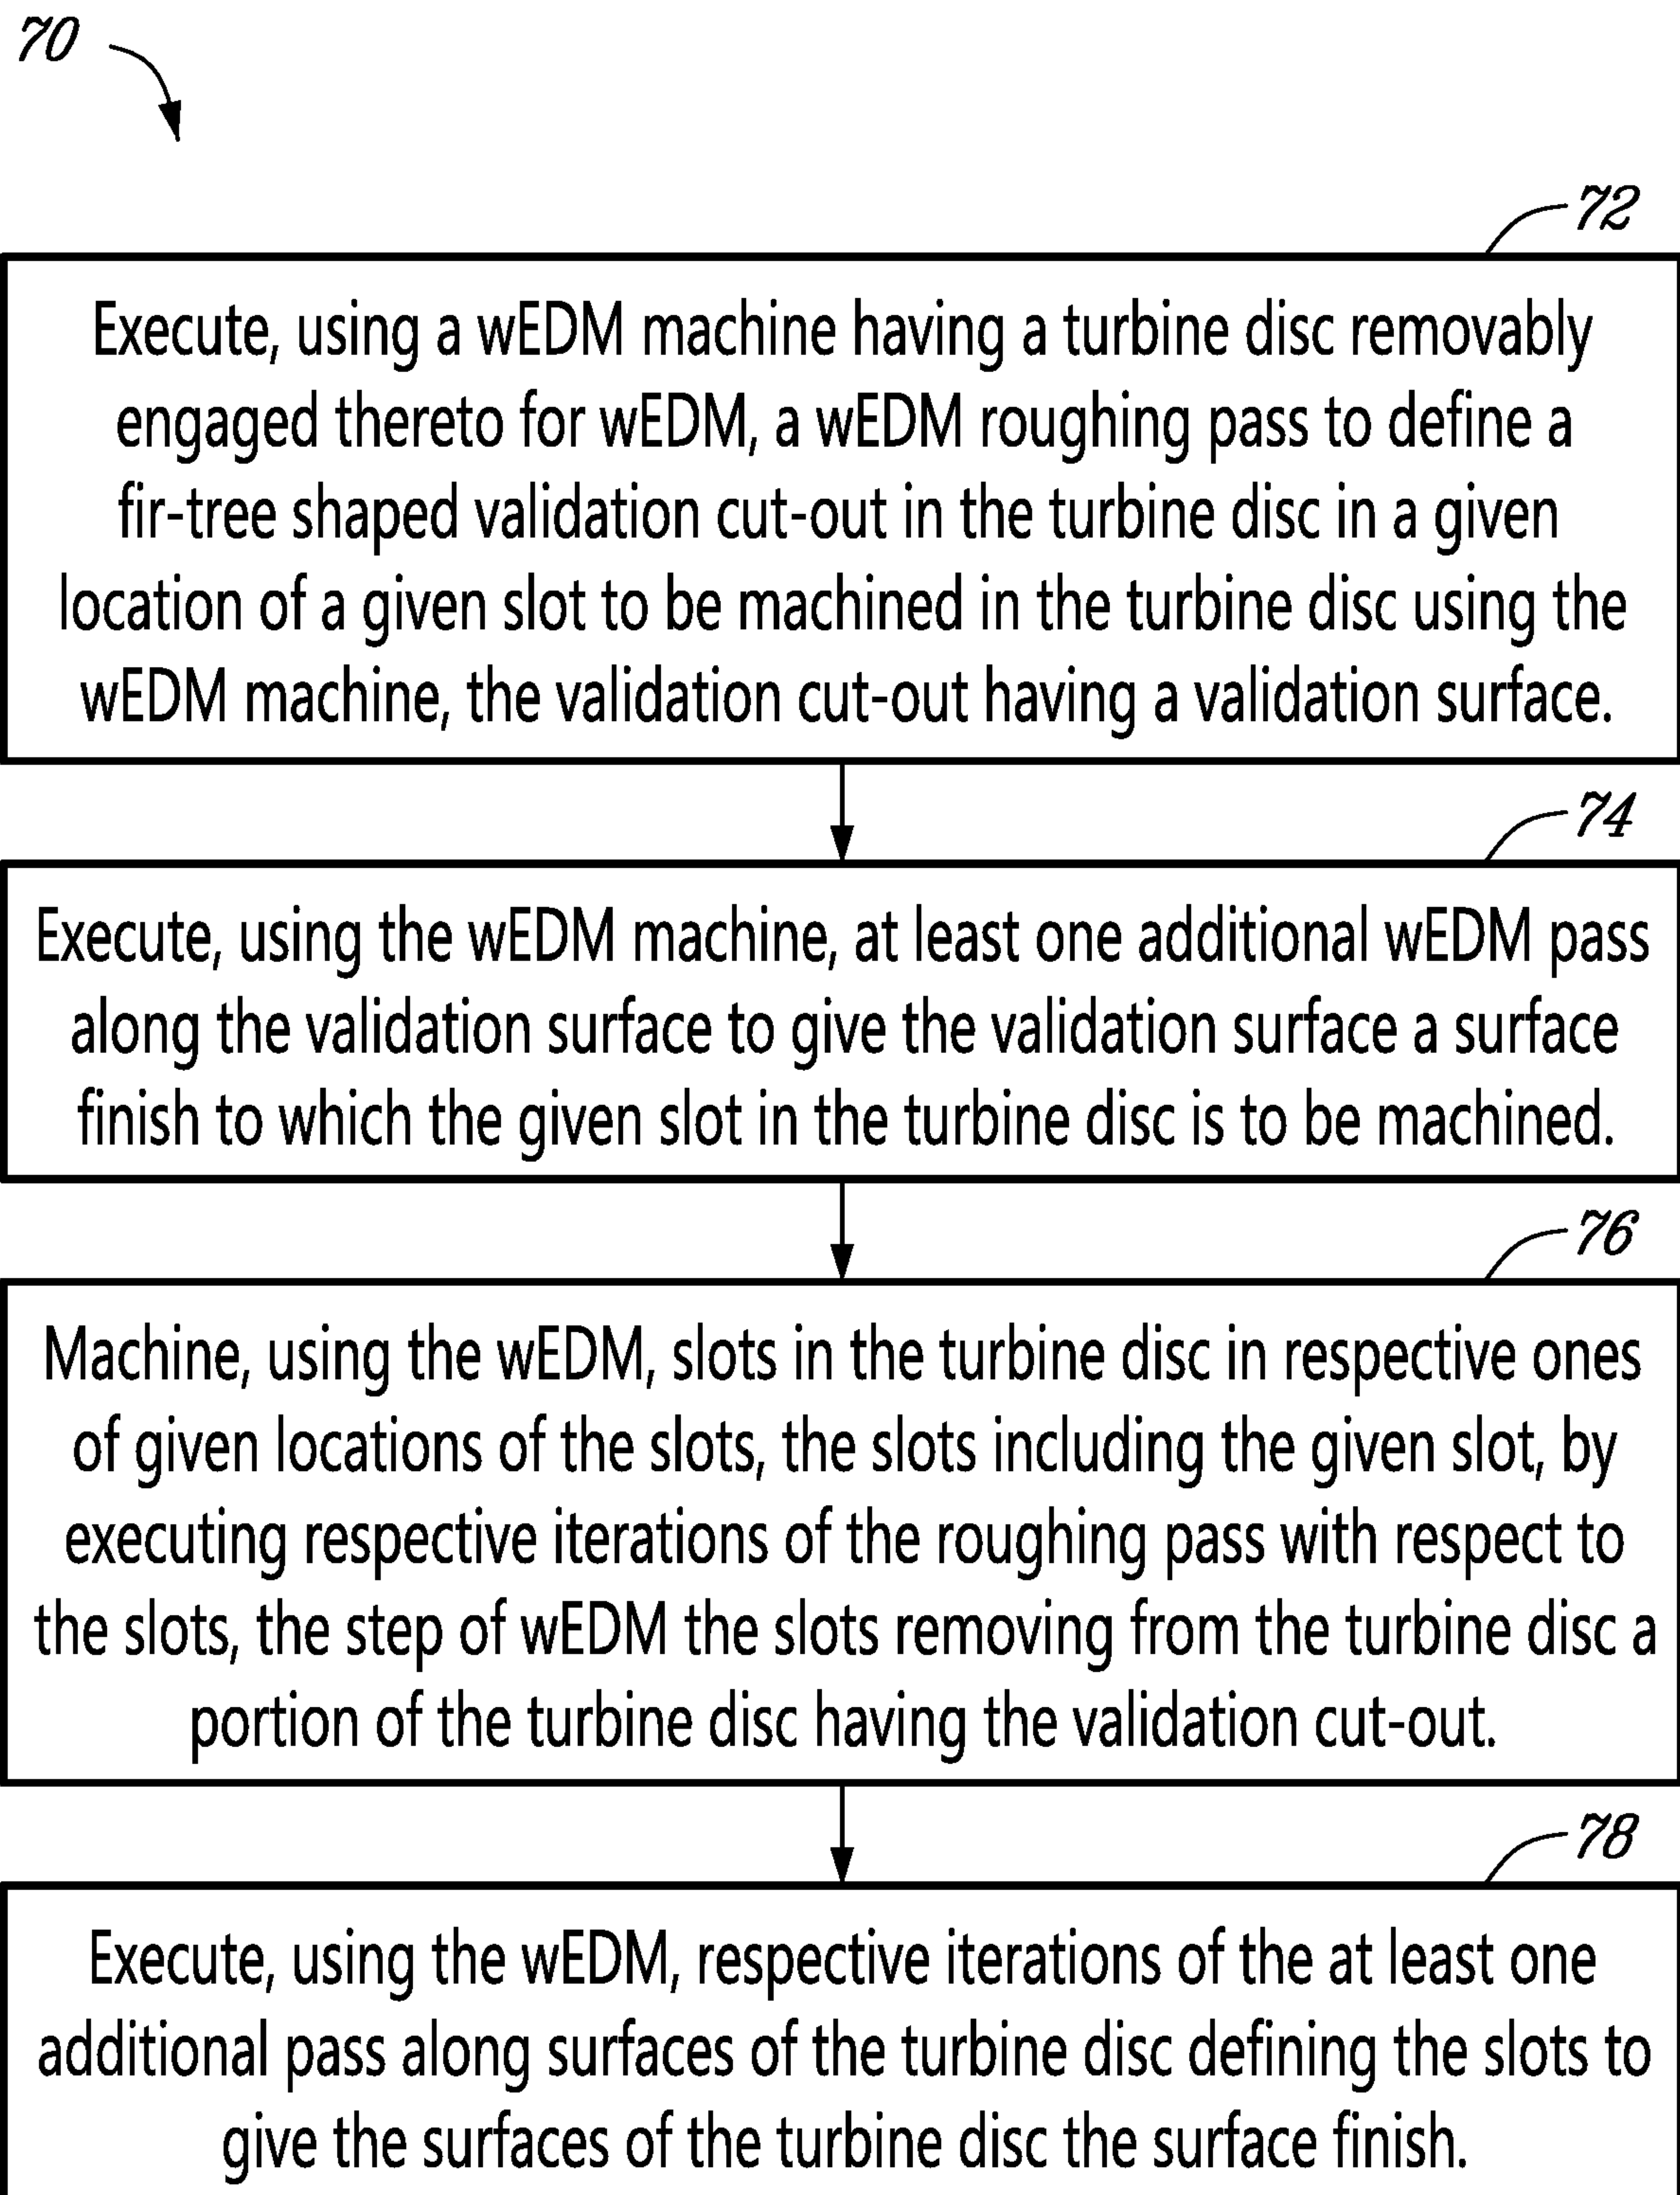 70
72
Execute, using a wEDM machine having a turbine disc removably
engaged thereto for wEDM, a wEDM roughing pass to define a
fir-tree shaped validation cut-out in the turbine disc in a given
location of a given slot to be machined in the turbine disc using the
wEDM machine, the validation cut-out having a validation surface.
74
Execute, using the wEDM machine, at least one additional wEDM pass
along the validation surface to give the validation surface a surface
finish to which the given slot in the turbine disc is to be machined.
76
Machine, using the wEDM, slots in the turbine disc in respective ones
of given locations of the slots, the slots including the given slot, by
executing respective iterations of the roughing pass with respect to
the slots, the step of wEDM the slots removing from the turbine disc a
portion of the turbine disc having the validation cut-out.
78
Execute, using the wEDM, respective iterations of the at least one
additional pass along surfaces of the turbine disc defining the slots to
give the surfaces of the turbine disc the surface finish.